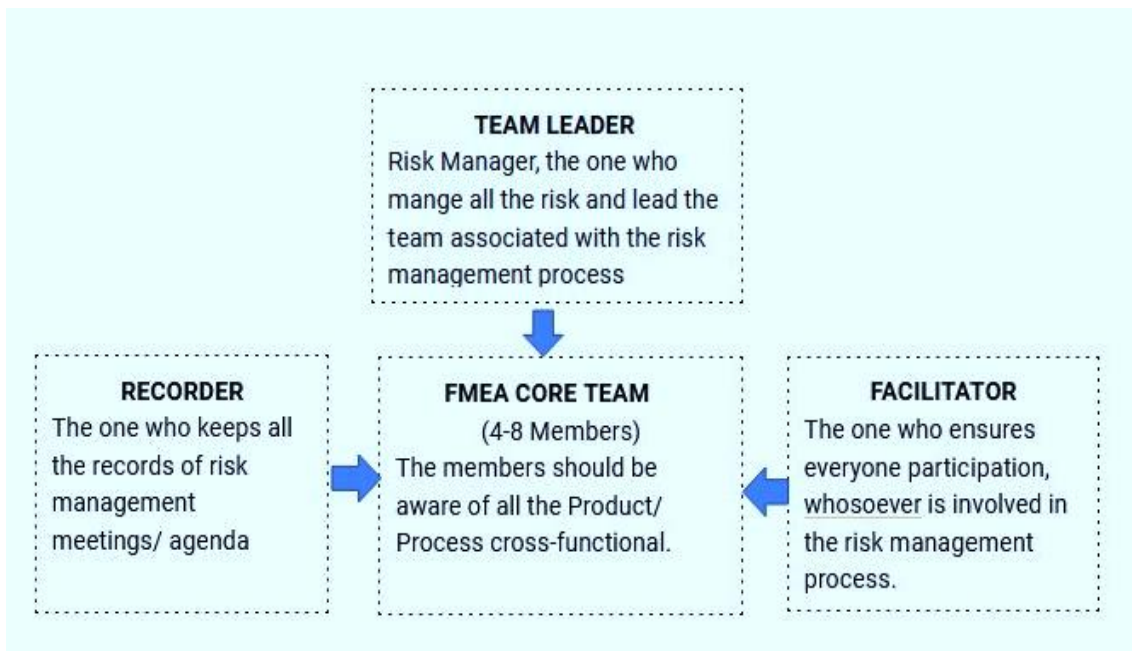 TEAM LEADER
Risk Manager, the one who
mange all the risk and lead the
team associated with the risk
management process
RECORDER
The one who keeps all
the records of risk
management
meetings/ agenda
FMEA CORE TEAM
(4-8 Members)
The members should be
aware of all the Product/
Process cross-functional.
FACILITATOR
The one who ensures
everyone participation,
whosoever is involved in
the risk management
process.